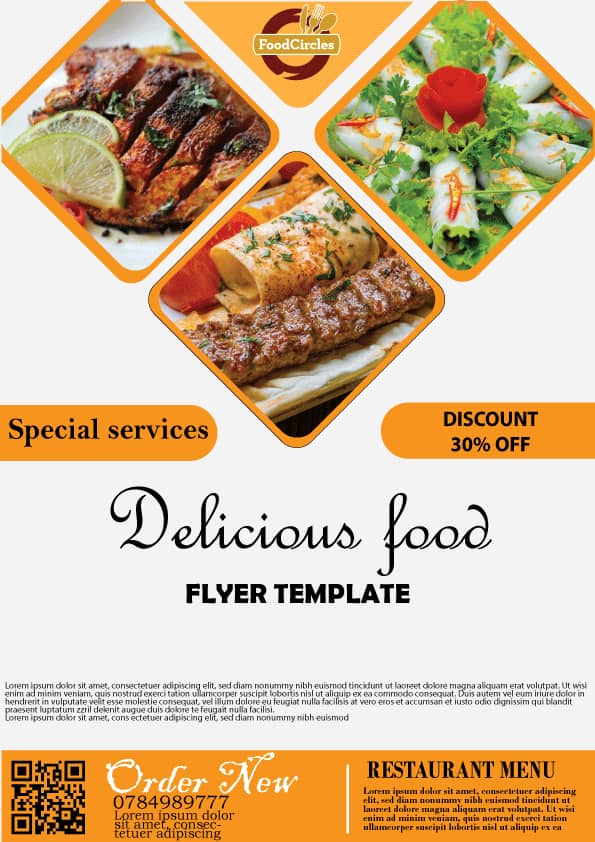 FoodCircles
Special services
DISCOUNT
30% OFF
Delicious food
FLYER TEMPLATE
Lorem ipsum dolor sit amet, consectetuer adipiscing elit, sed diam nonummy nibh euismod tincidunt ut laoreet dolore magna aliquam erat volutpat. Ut wisi
enim ad minim veniam, quis nostrud exerci tation ullamcorper suscipit lobortis nisl ut aliquip ex ea commodo consequat. Duis autem vel eum iriure dolor in
hendrerit in vulputate velit esse molestie consequat, vel illum dolore eu feugiat nulla facilisis at vero eros et accumsan et iusto odio dignissim qui blandit
praesent luptatum zzril delenit augue duis dolore te feugait nulla facilisi.
Lorem ipsum dolor sit amet, cons ectetuer adipiscing elit, sed diam nonummy nibh euismod
Order New
0784989777
Lorem ipsum dolor
sit amet, consec-
tetuer adipiscing
RESTAURANT MENU
Lorem ipsum dolor sit amet, consectetuer adipiscing
elit, sed diam nonummy nibh euismod tincidunt ut
laoreet dolore magna aliquam erat volutpat. Ut wisi
enim ad minim veniam, quis nostrud exerci tation
ullamcorper suscipit lobortis nisl ut aliquip ex ea